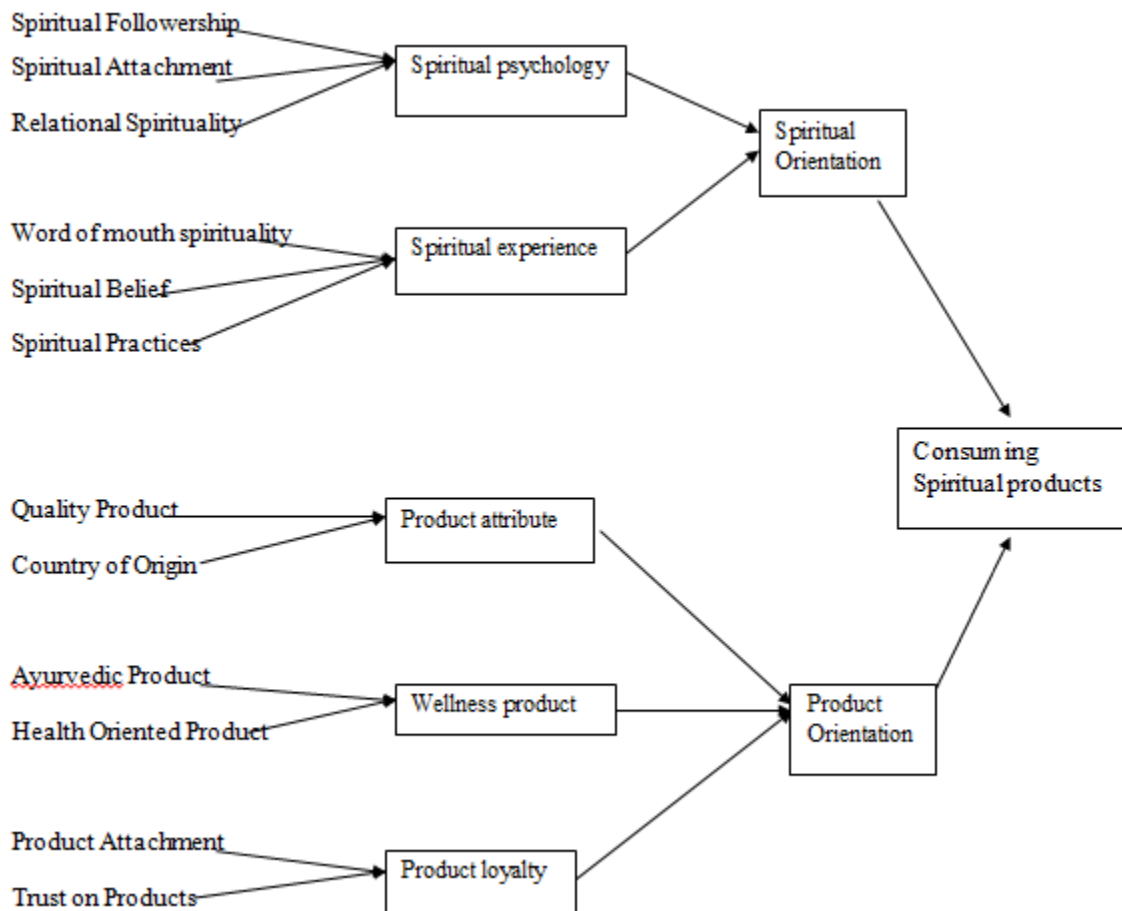 Spiritual Followership
Spiritual Attachment
Relational Spirituality
Spiritual psychology
Word of mouth spirituality
Spiritual Belief
Spiritual Practices
Spiritual experience
Spiritual
Orientation
Quality Product
Country of Origin
Product attribute
Ayurvedic Product
Health Oriented Product
Wellness product
Product Attachment
Trust on Products
Product loyalty
Product
Orientation
Consuming
Spiritual products